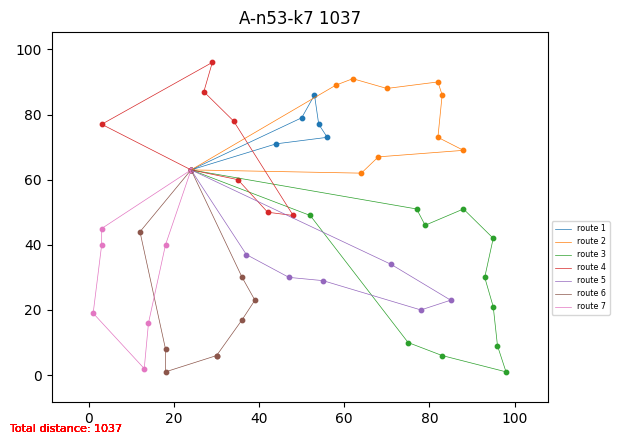 A-n53-k7 1037
100
80
60
40
20
0
0 20 40 60 80 100
route 1
route 2
route 3
route 4
route 5
route 6
route 7
Total distance: 1037